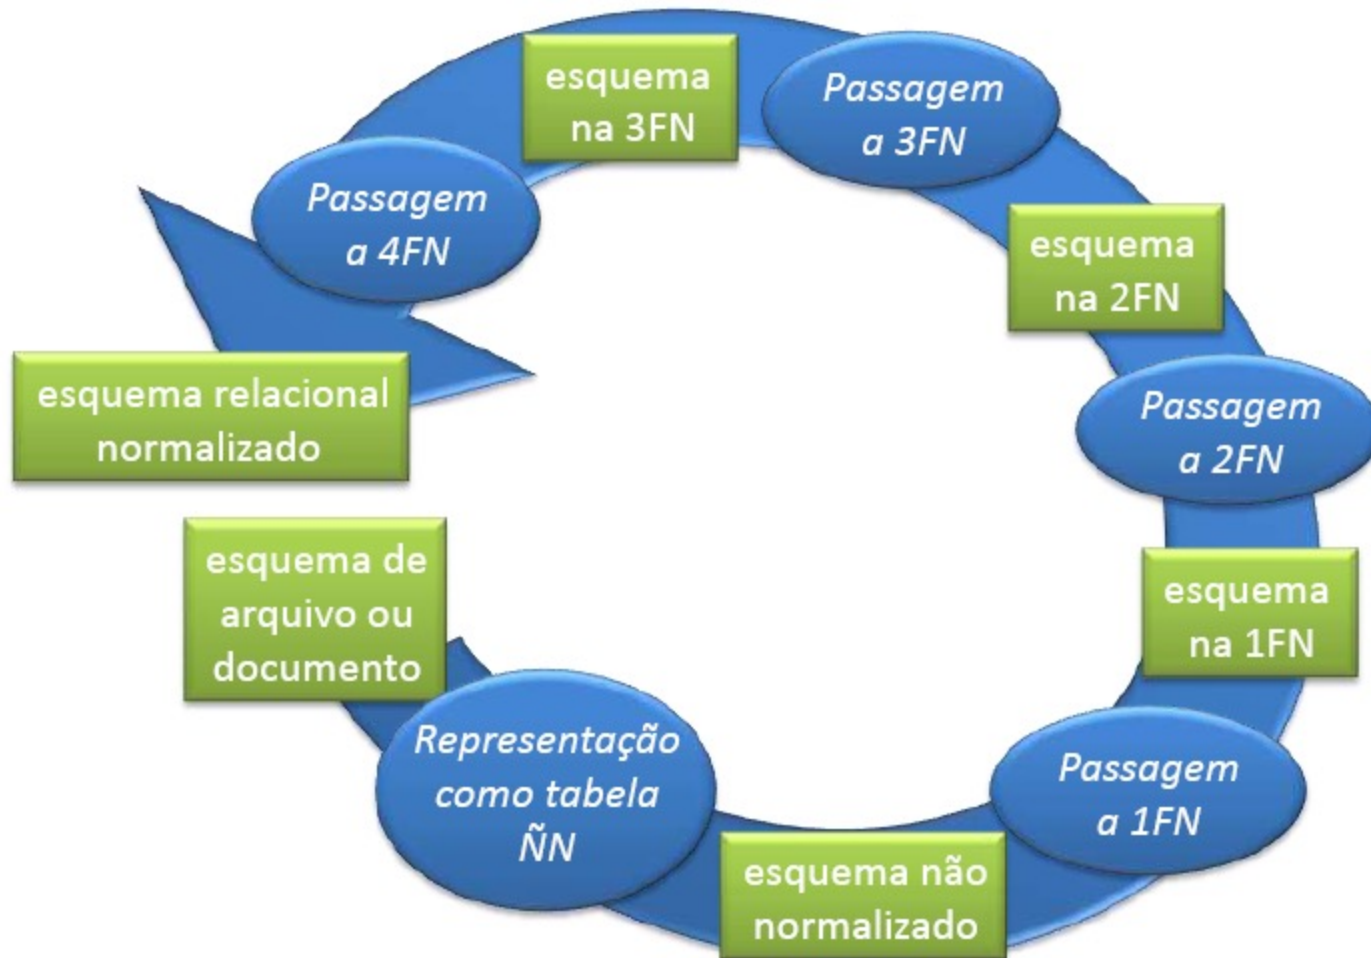 esquema
na 3FN
Passagem
a 3FN
Passagem
a 4FN
esquema
na 2FN
esquema relacional
normalizado
Passagem
a 2FN
esquema de
arquivo ou
documento
esquema
na 1FN
Representação
como tabela
ÑN
Passagem
a 1FN
esquema não
normalizado